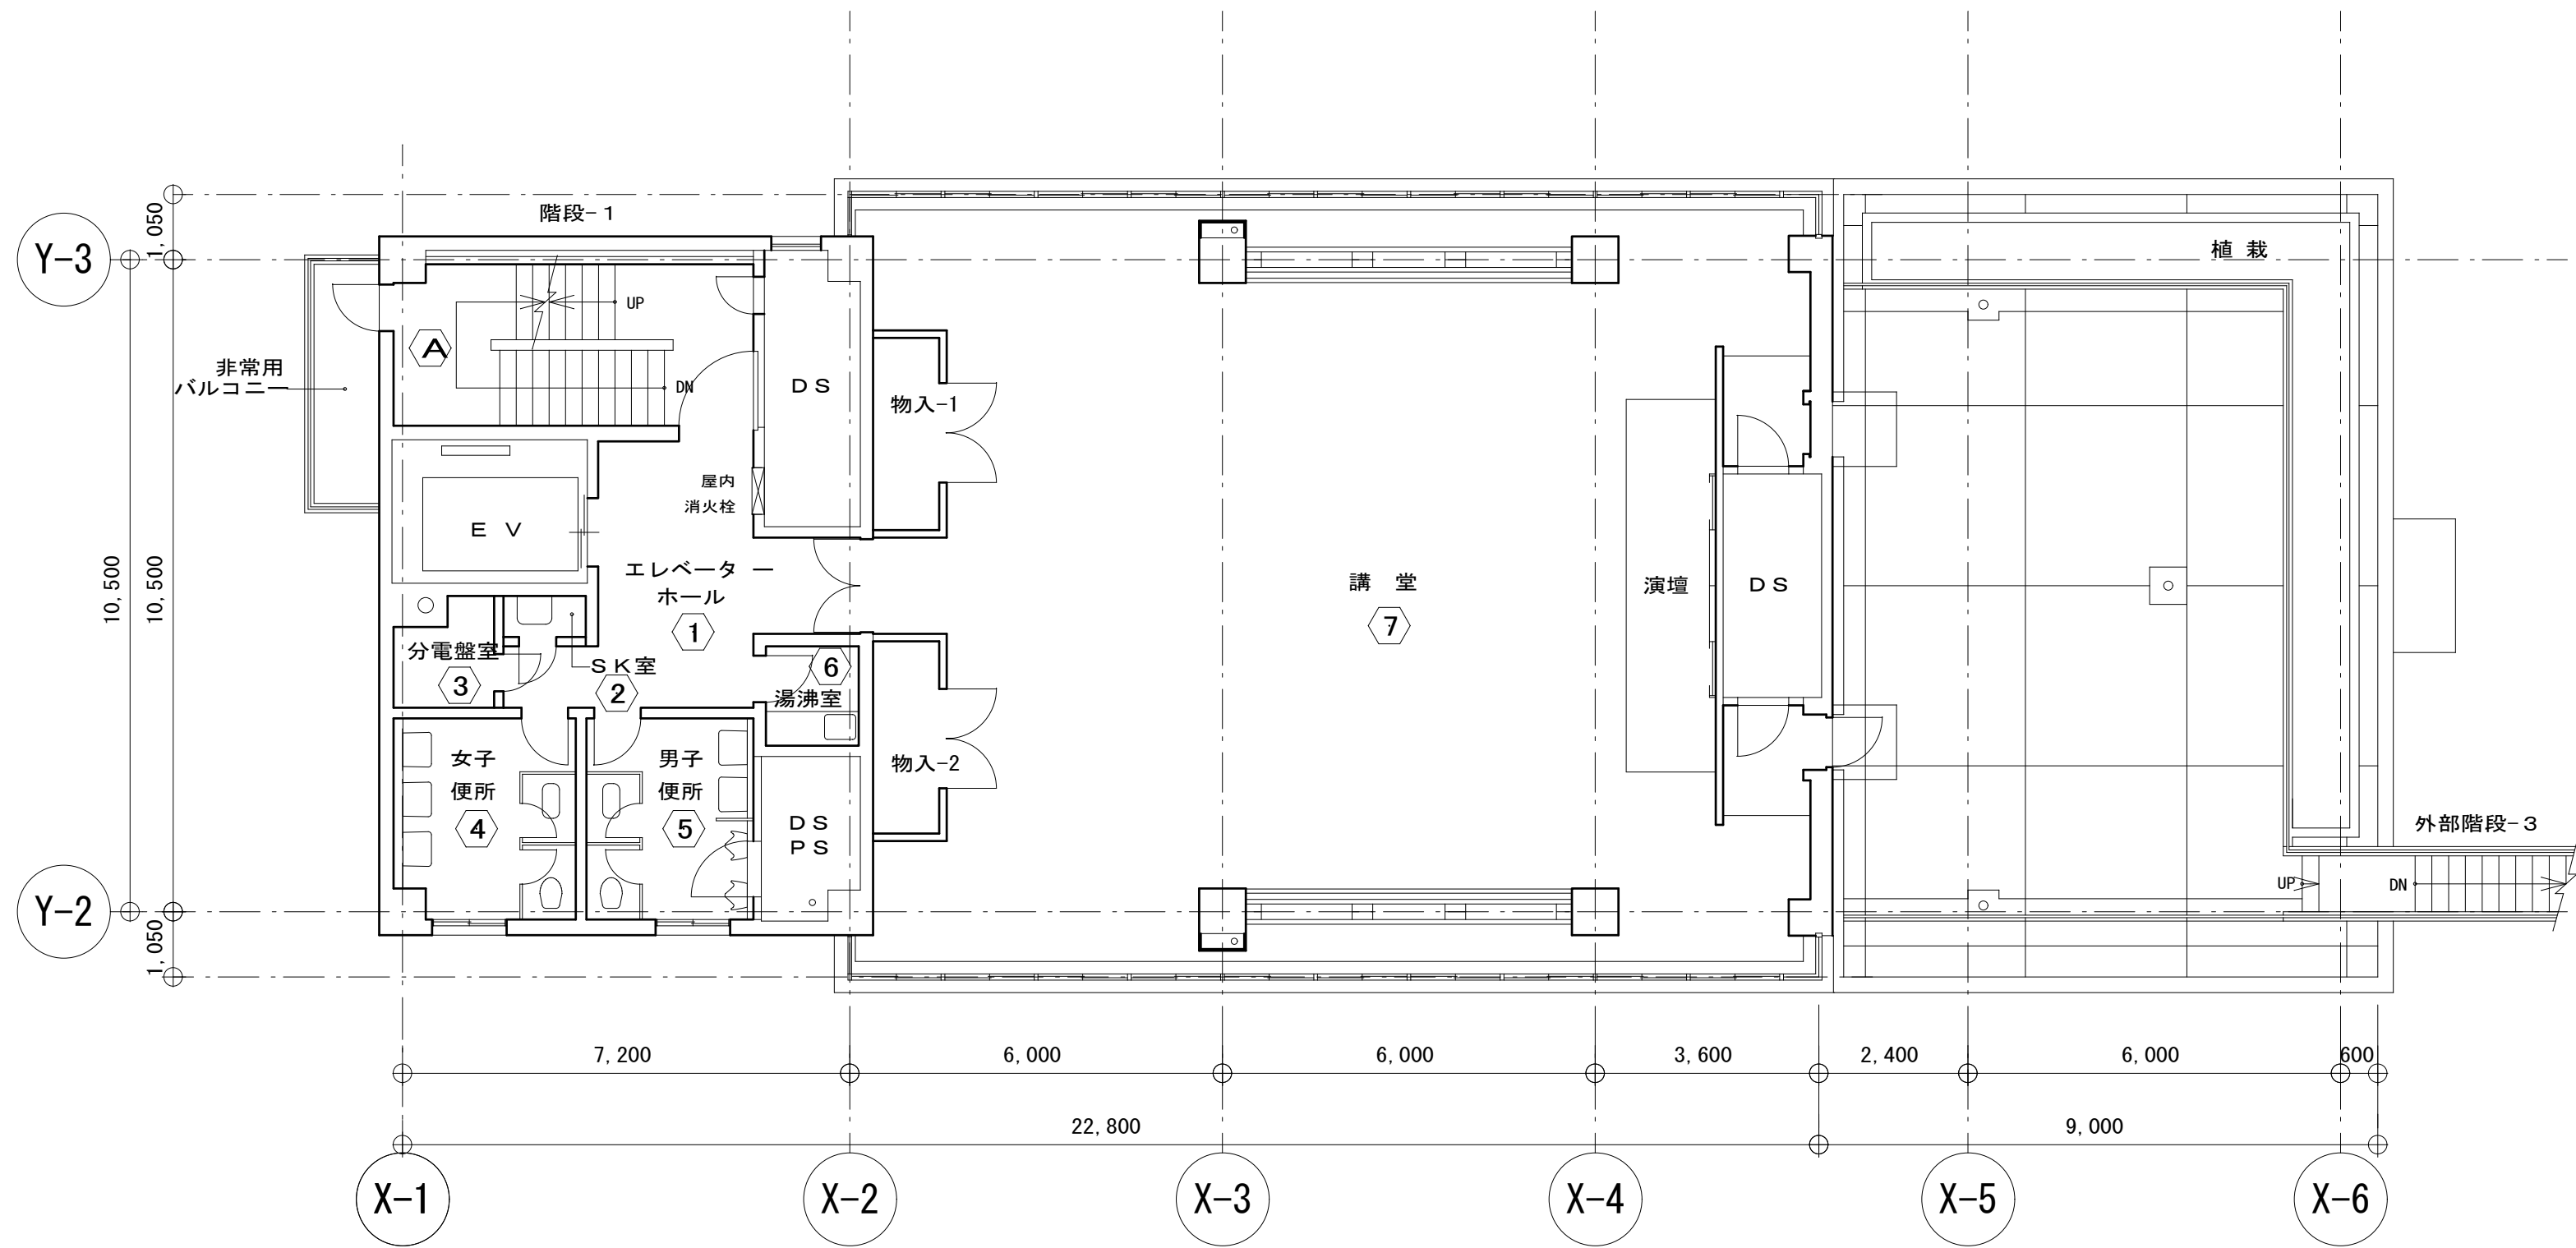 階段-1
Y-3
1,050
植 栽
UP
A
非常用
バルコニー
DN
DS
物入-1
屋内
消火栓
EV
エレベーター
ホール
1
講 堂
7
演壇
DS
10,500
10,500
分電盤室
3
SK室
2
6
湯沸室
女子
便所
4
男子
便所
5
物入-2
DS
PS
外部階段-3
UP
DN
Y-2
1,050
7,200
6,000
6,000
3,600
2,400
6,000
600
22,800
9,000
X-1
X-2
X-3
X-4
X-5
X-6